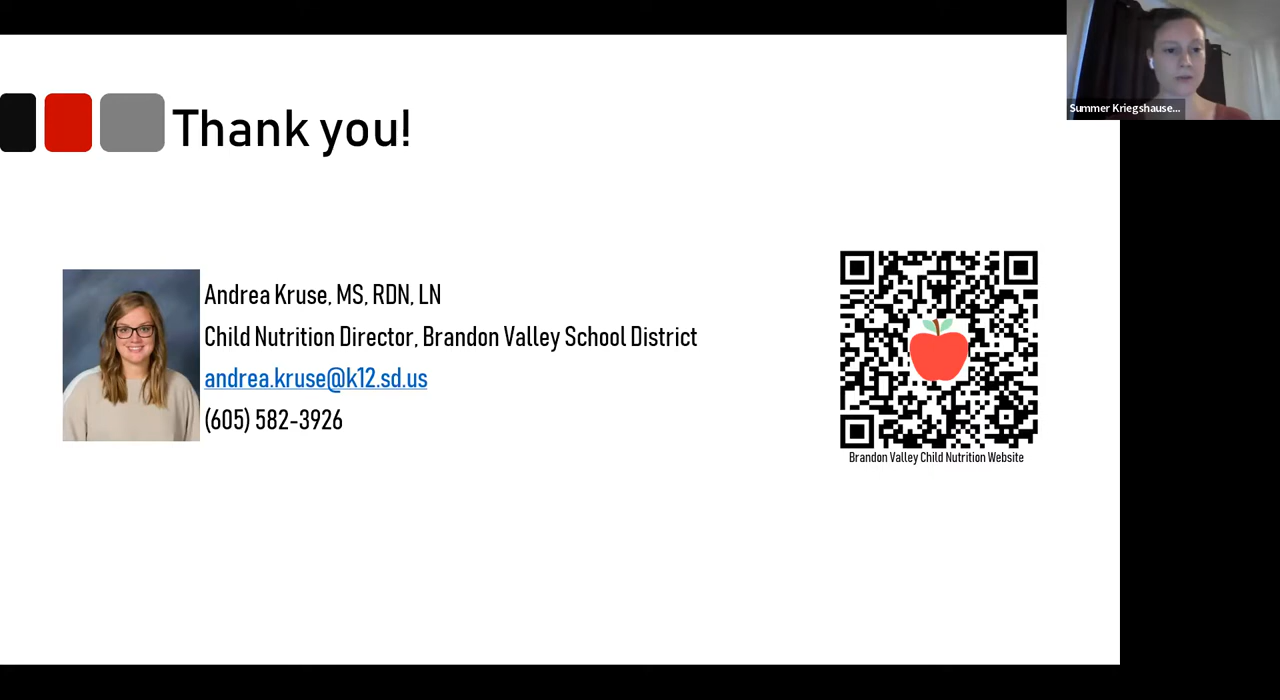 Summer Kriegshause...
Thank you!
Andrea Kruse, MS, RDN, LN
Child Nutrition Director, Brandon Valley School District
andrea.kruse@k12.sd.us
(605) 582-3926
Brandon Valley Child Nutrition Website